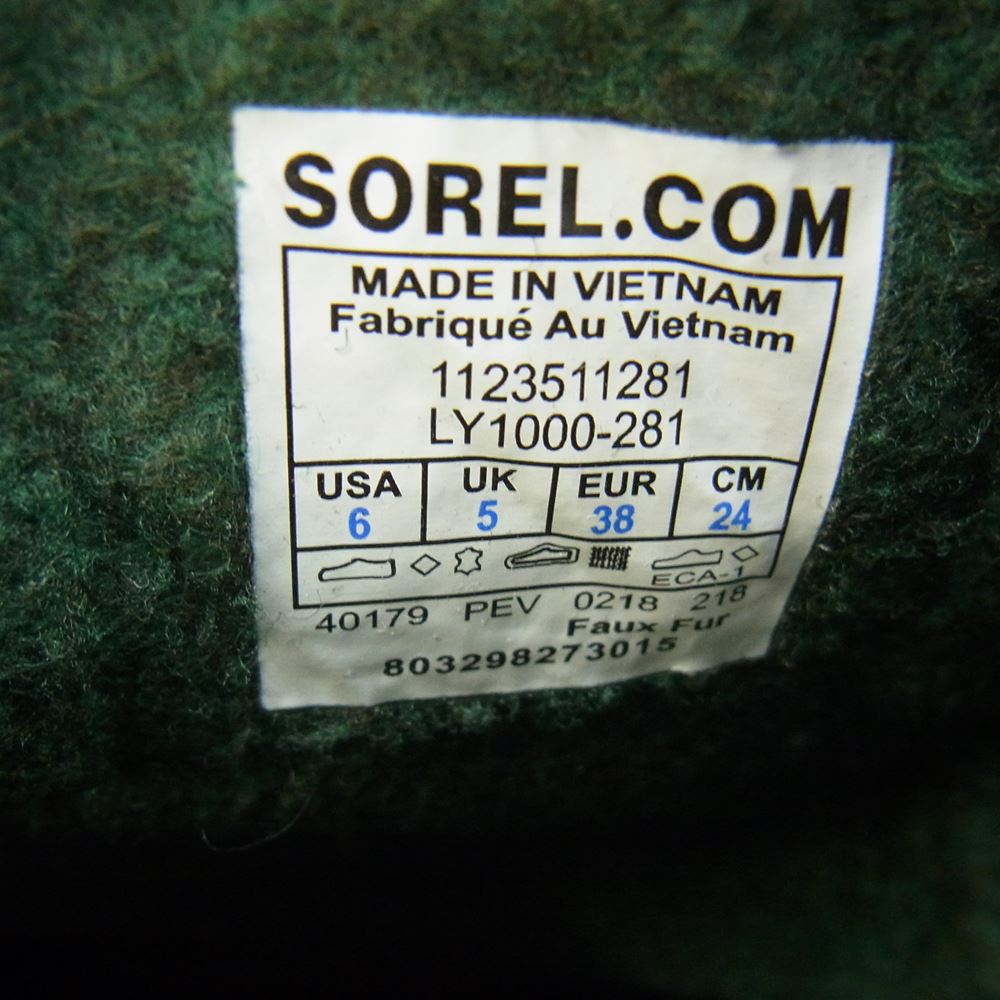 SOREL.COM
MADE IN VIETNAM
Fabriqué Au Vietnam
1123511281
LY1000-281
USA UK EUR CM
6 5 38 24
ECA-1
40179 PEV 0218 218
Faux Fur
803298273015